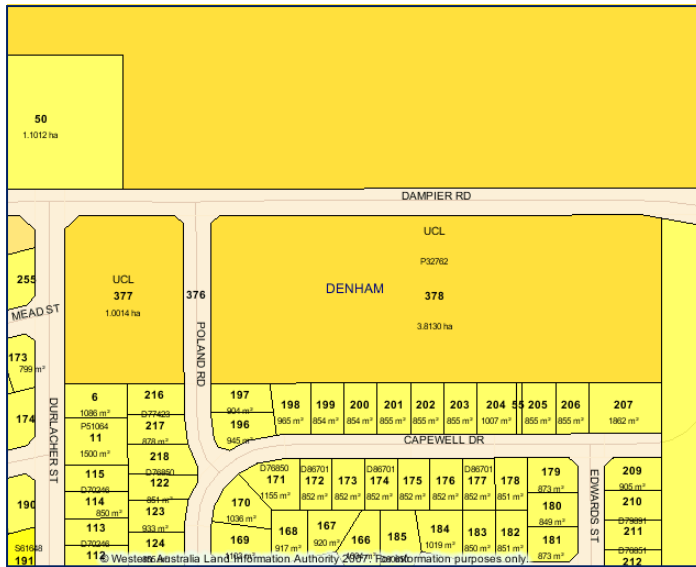 50
1.1012 ha
DAMPIER RD
UCL
P32762
DENHAM
378
3.8130 ha
UCL
377
1.0014 ha
376
POLAND RD
255
MEAD ST
173
799 m²
174
DURLACHER ST
190
S61648
191
6
1086 m²
P51064
11
1500 m²
115
D70246
114
850 m²
113
D70246
112
216
D77423
217
878 m²
218
D76850
122
851 m²
123
933 m²
124
197
904 m²
196
945 m²
198
965 m²
199
854 m²
200
854 m²
201
855 m²
202
855 m²
203
855 m²
204
1007 m²
55
205
855 m²
206
855 m²
207
1862 m²
CAPEWELL DR
D76850
171
1155 m²
D86701
172
852 m²
173
852 m²
D86701
174
852 m²
175
852 m²
D86701
176
852 m²
178
851 m²
179
873 m²
180
849 m²
181
873 m²
EDWARDS ST
209
905 m²
210
D79891
211
D76851
212
170
1036 m²
169
168
917 m²
167
920 m²
166
185
184
1019 m²
183
850 m²
182
851 m²
© Western Australia Land Information Authority 2007. For information purposes only.